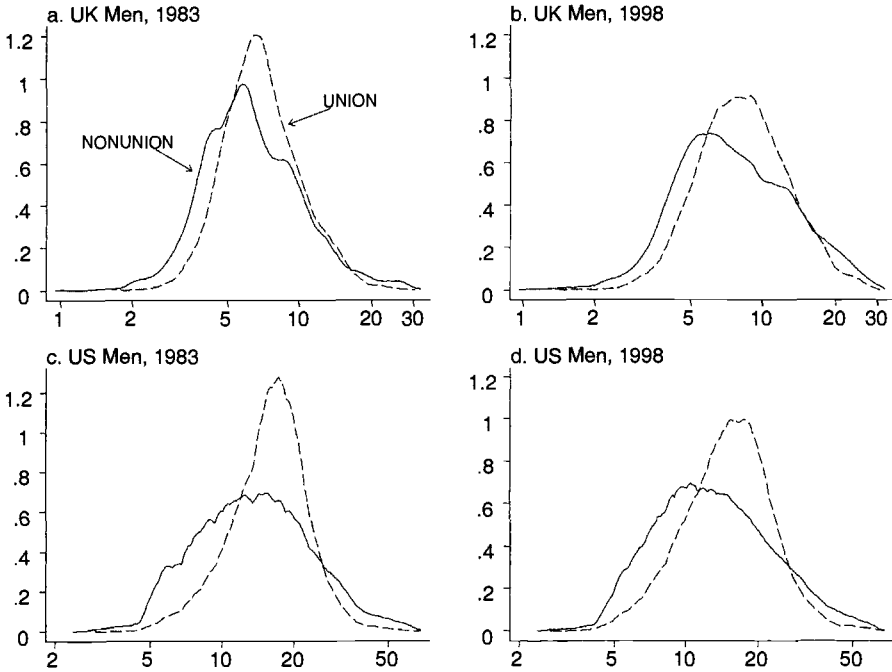 a. UK Men, 1983
1.2
1
.8
.6
.4
.2
0
NONUNION
UNION
1 2 5 10 20 30
b. UK Men, 1998
1.2
1
.8
.6
.4
.2
0
1 2 5 10 20 30
c. US Men, 1983
1.2
1
.8
.6
.4
.2
0
2 5 10 20 50
d. US Men, 1998
1.2
1
.8
.6
.4
.2
0
2 5 10 20 50